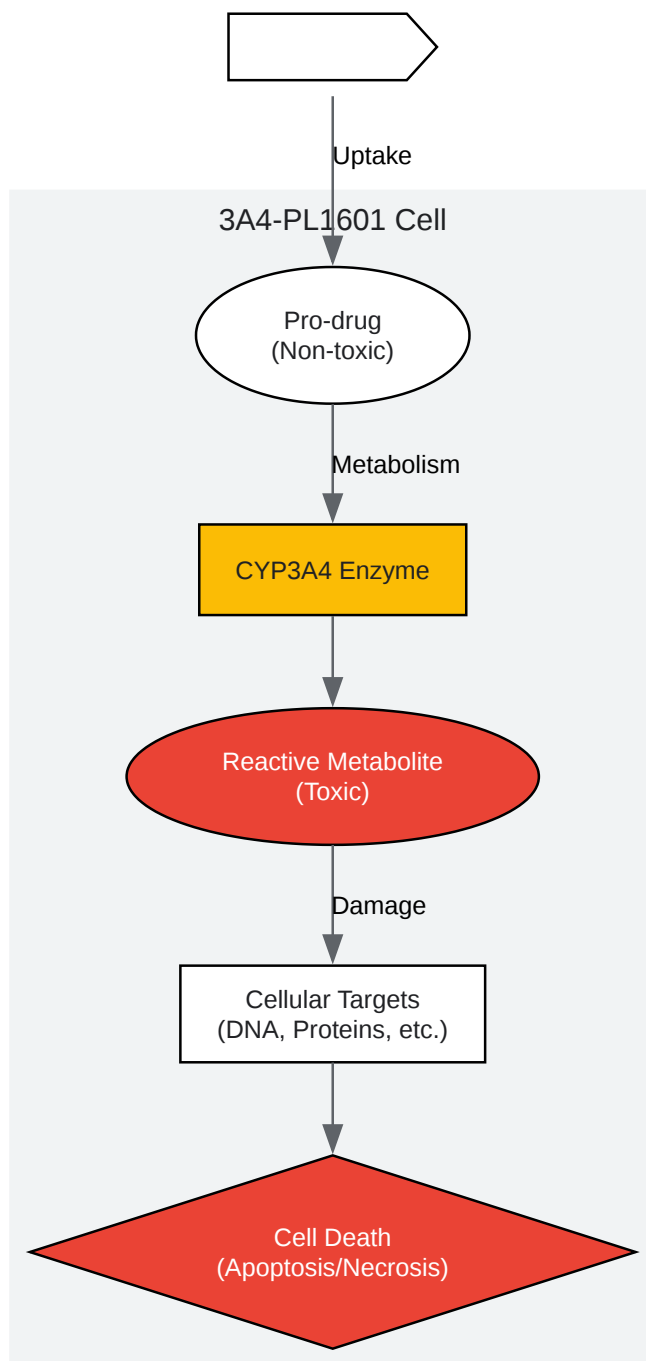 Uptake
3A4-PL1601 Cell
Pro-drug
(Non-toxic)
Metabolism
CYP3A4 Enzyme
Reactive Metabolite
(Toxic)
Damage
Cellular Targets
(DNA, Proteins, etc.)
Cell Death
(Apoptosis/Necrosis)